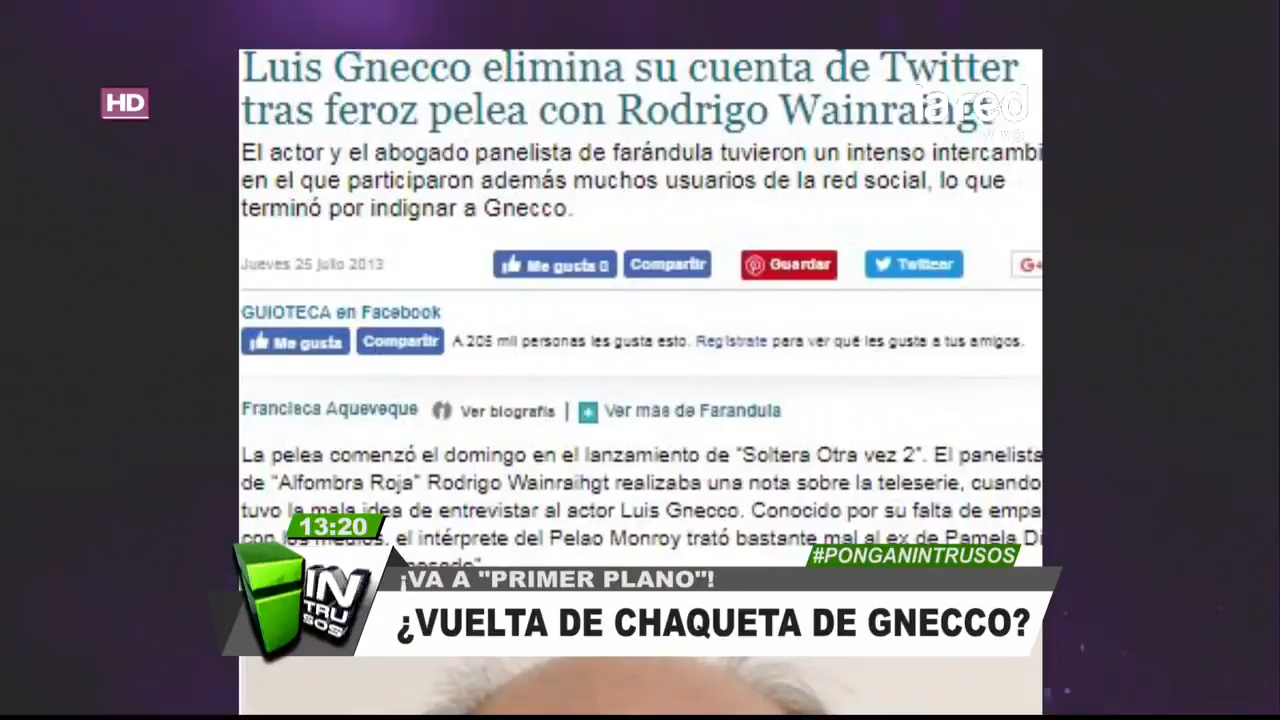 HD
Luis Gnecco elimina su cuenta de Twitter
tras feroz pelea con Rodrigo Wainraihgt
la red
El actor y el abogado panelista de farándula tuvieron un intenso intercambi
en el que participaron además muchos usuarios de la red social, lo que
terminó por indignar a Gnecco.
Jueves 25 julio 2013
Me gusta 0 Compartir Guardar Twittear G+
GUIOTECA en Facebook
Me gusta Compartir A 205 mil personas les gusta esto. Regístrate para ver qué les gusta a tus amigos.
Francisca Aqueveque Ver biografía | Ver más de Farandula
La pelea comenzó el domingo en el lanzamiento de "Soltera Otra vez 2". El panelista
de "Alfombra Roja" Rodrigo Wainraihgt realizaba una nota sobre la teleserie, cuando
tuvo la mala idea de entrevistar al actor Luis Gnecco. Conocido por su falta de empa
con los medios, el intérprete del Pelao Monroy trató bastante mal al ex de Pamela Di
13:20
#PONGANINTRUSOS
INTRUSOS
¡VA A "PRIMER PLANO"!
¿VUELTA DE CHAQUETA DE GNECCO?